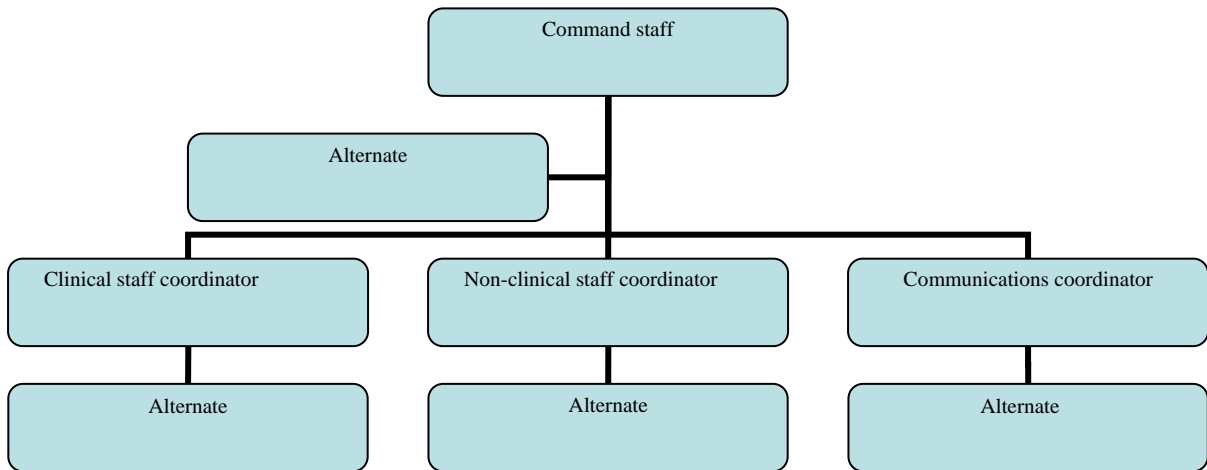 Command staff
Alternate
Clinical staff coordinator
Non-clinical staff coordinator
Communications coordinator
Alternate
Alternate
Alternate